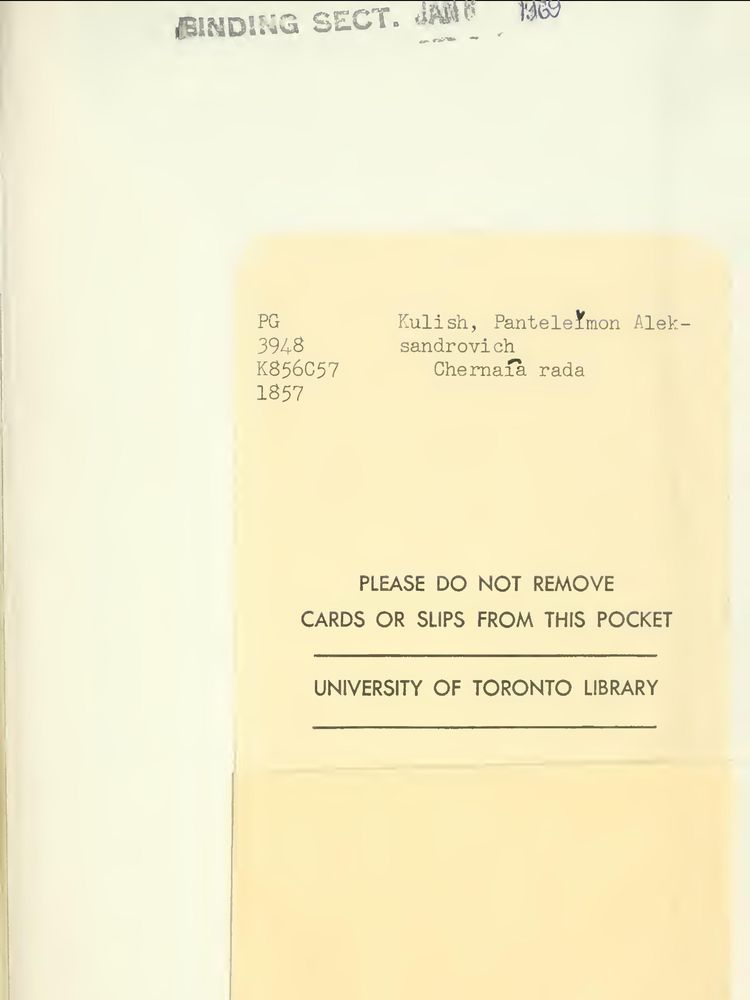 BINDING SECT. JAN 8 1969
PG Kulish, Panteleĭmon Alek-
3948 sandrovich
K856C57 Chernai͡a rada
1857
PLEASE DO NOT REMOVE
CARDS OR SLIPS FROM THIS POCKET
UNIVERSITY OF TORONTO LIBRARY